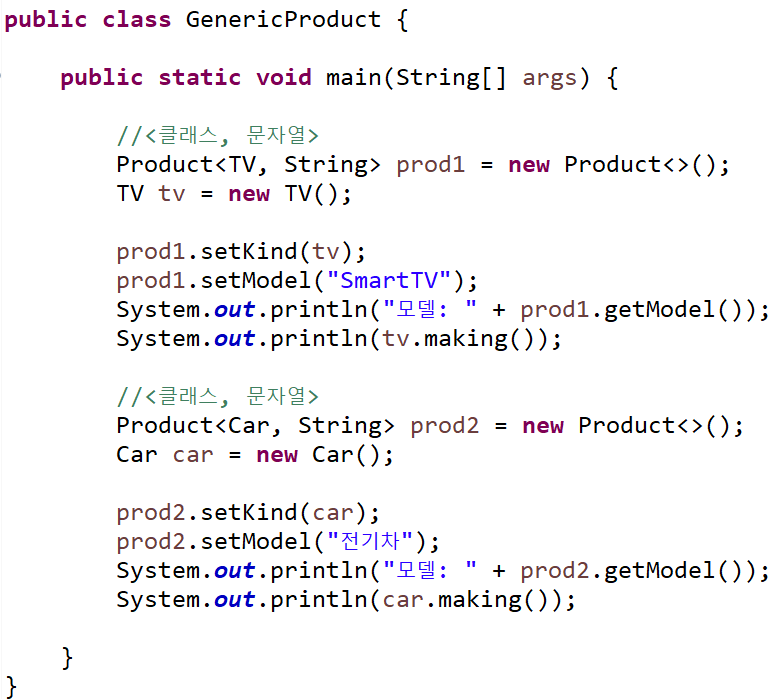 public class GenericProduct {
public static void main(String[] args) {
//<클래스, 문자열>
Product<TV, String> prod1 = new Product<>();
TV tv = new TV();
prod1.setKind(tv);
prod1.setModel("SmartTV");
System.out.println("모델: " + prod1.getModel());
System.out.println(tv.making());
//<클래스, 문자열>
Product<Car, String> prod2 = new Product<>();
Car car = new Car();
prod2.setKind(car);
prod2.setModel("전기차");
System.out.println("모델: " + prod2.getModel());
System.out.println(car.making());
}
}